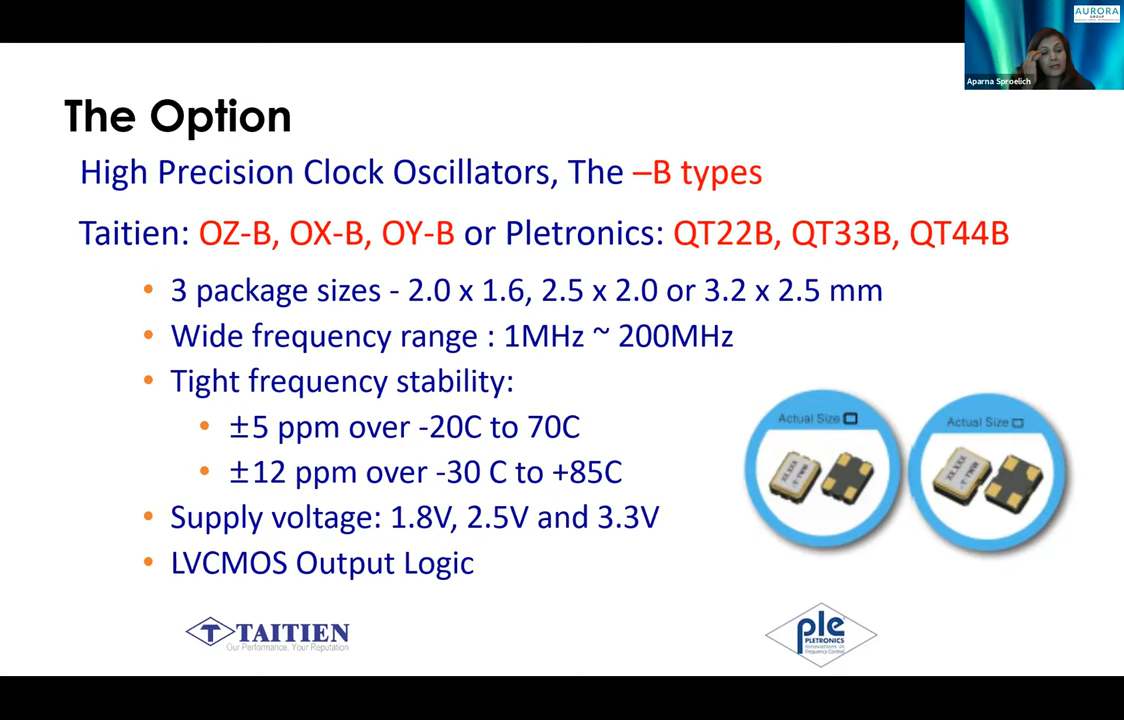 AURORA
GROUP
Aparna Sproelich
The Option
High Precision Clock Oscillators, The –B types
Taitien: OZ-B, OX-B, OY-B or Pletronics: QT22B, QT33B, QT44B
• 3 package sizes - 2.0 x 1.6, 2.5 x 2.0 or 3.2 x 2.5 mm
• Wide frequency range : 1MHz ~ 200MHz
• Tight frequency stability:
• ±5 ppm over -20C to 70C
• ±12 ppm over -30 C to +85C
• Supply voltage: 1.8V, 2.5V and 3.3V
• LVCMOS Output Logic
Actual Size
Actual Size
TAITIEN
Our Performance, Your Reputation
ple
PLETRONICS
Innovations in
Frequency Control